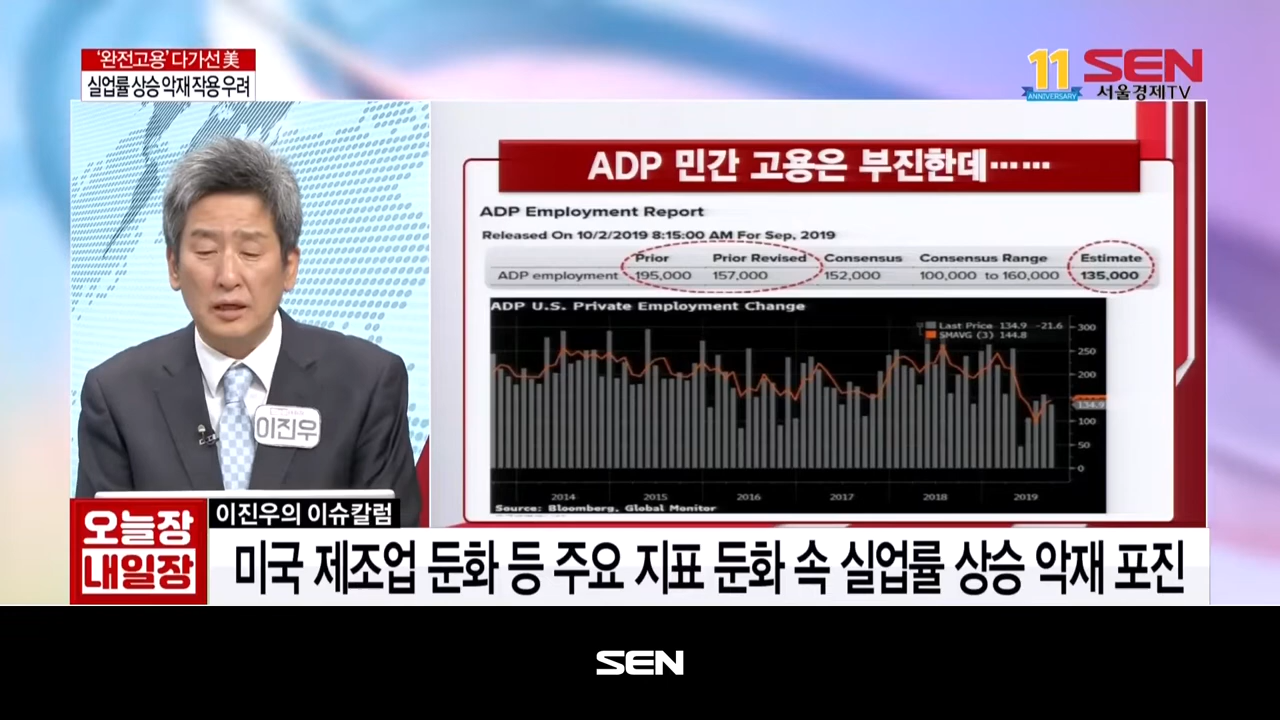 ‘완전고용’ 다가선 美
실업률 상승 악재 작용 우려
11
ANNIVERSARY
SEN
서울경제TV
ADP 민간 고용은 부진한데……
ADP Employment Report
Released On 10/2/2019 8:15:00 AM For Sep, 2019
Prior Prior Revised Consensus Consensus Range Estimate
ADP employment 195,000 157,000 152,000 100,000 to 160,000 135,000
ADP U.S. Private Employment Change
Last Price 134.9 -21.6
SMAVG (3) 144.8
300
250
200
134.9
100
50
0
2014 2015 2016 2017 2018 2019
Source: Bloomberg, Global Monitor
이진우
오늘장
내일장
이진우의 이슈칼럼
미국 제조업 둔화 등 주요 지표 둔화 속 실업률 상승 악재 포진
SEN